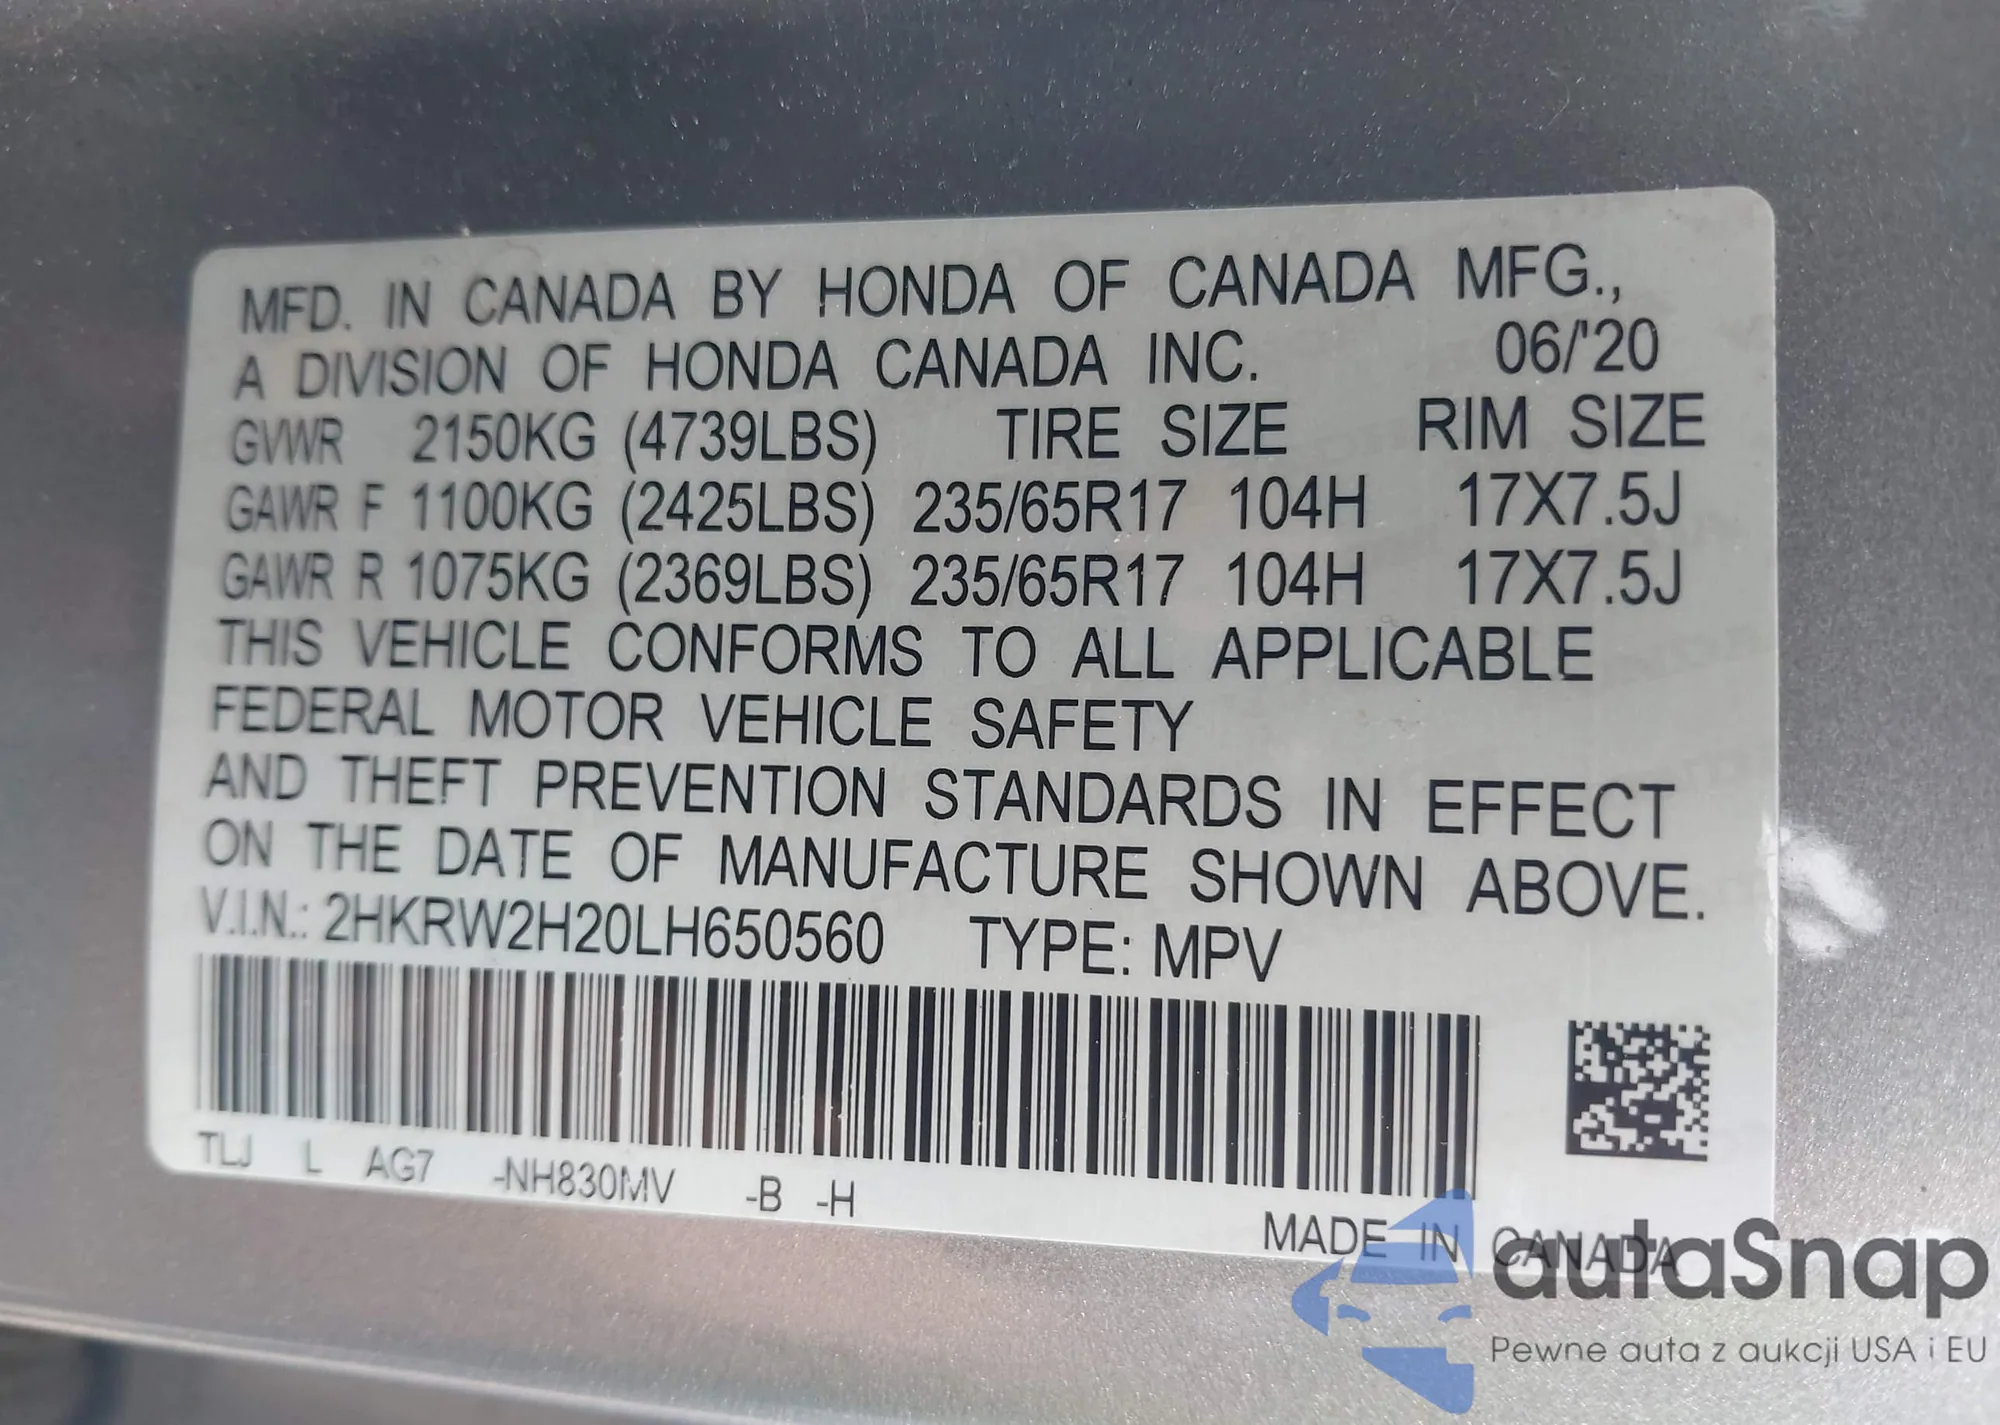 MFD. IN CANADA BY HONDA OF CANADA MFG.,
A DIVISION OF HONDA CANADA INC. 06/'20
GVWR 2150KG (4739LBS) TIRE SIZE RIM SIZE
GAWR F 1100KG (2425LBS) 235/65R17 104H 17X7.5J
GAWR R 1075KG (2369LBS) 235/65R17 104H 17X7.5J
THIS VEHICLE CONFORMS TO ALL APPLICABLE
FEDERAL MOTOR VEHICLE SAFETY
AND THEFT PREVENTION STANDARDS IN EFFECT
ON THE DATE OF MANUFACTURE SHOWN ABOVE.
V.I.N.: 2HKRW2H20LH650560 TYPE: MPV
TLJ L AG7 -NH830MV -B -H
MADE IN CANADA
autaSnap
Pewne auta z aukcji USA i EU